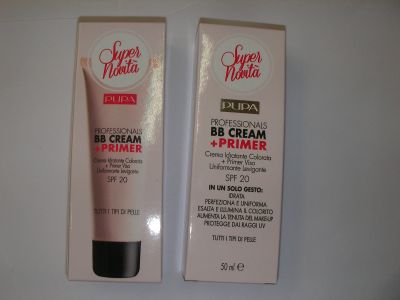 Super
Novità
PUPA
PROFESSIONALS
BB CREAM
+PRIMER
Crema Idratante Colorata
+ Primer Viso
Uniformante Levigante
SPF 20
TUTTI I TIPI DI PELLE
Super
Novità
PUPA
PROFESSIONALS
BB CREAM
+PRIMER
Crema Idratante Colorata
+ Primer Viso
Uniformante Levigante
SPF 20
IN UN SOLO GESTO:
IDRATA
PERFEZIONA E UNIFORMA
ESALTA E ILLUMINA IL COLORITO
AUMENTA LA TENUTA DEL MAKE-UP
PROTEGGE DAI RAGGI UV
TUTTI I TIPI DI PELLE
50 ml e